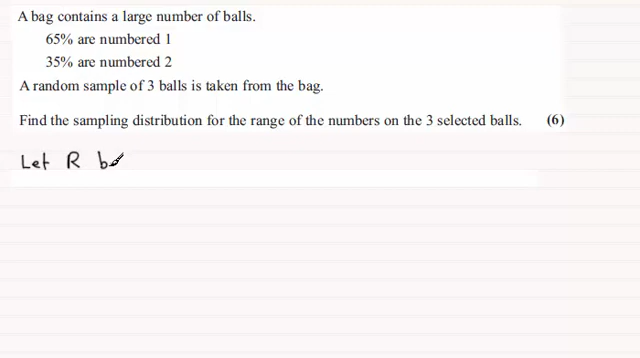 A bag contains a large number of balls.
65% are numbered 1
35% are numbered 2
A random sample of 3 balls is taken from the bag.
Find the sampling distribution for the range of the numbers on the 3 selected balls. (6)
Let R be